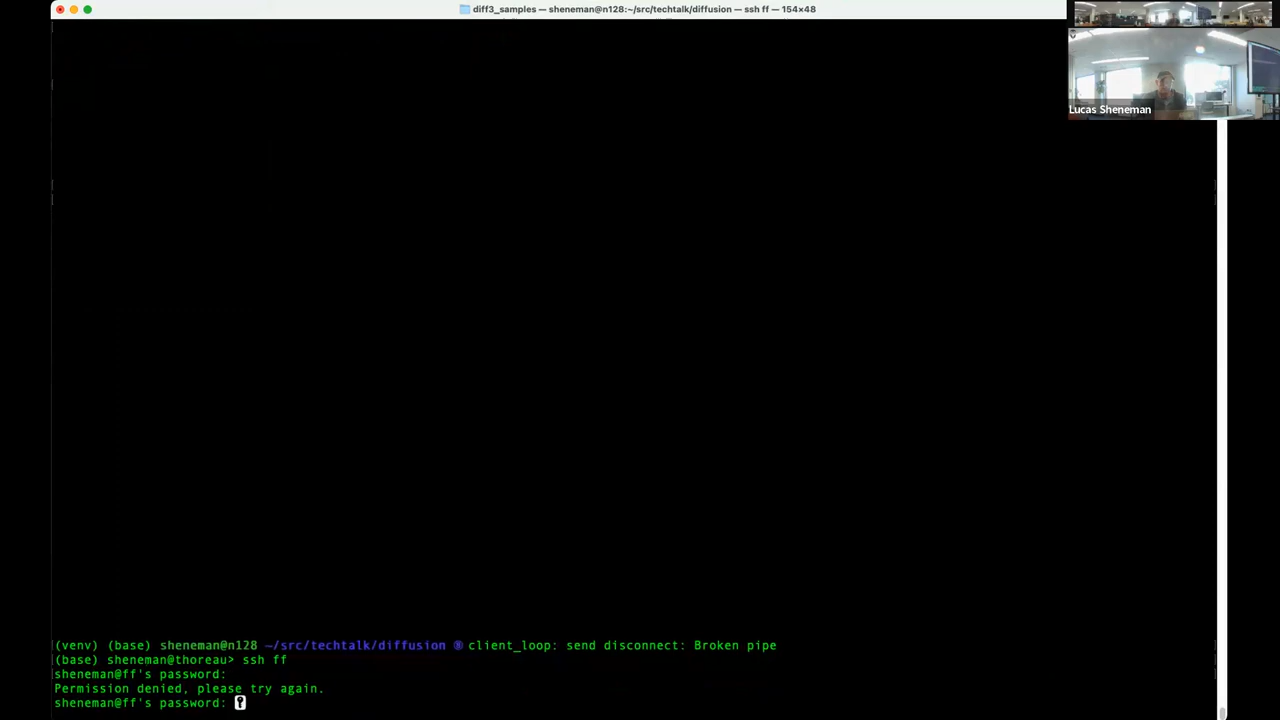 diff3_samples — sheneman@n128:~/src/techtalk/diffusion — ssh ff — 154×48
Lucas Sheneman
(venv) (base) sheneman@n128 ~/src/techtalk/diffusion ® client_loop: send disconnect: Broken pipe
(base) sheneman@thoreau> ssh ff
sheneman@ff's password:
Permission denied, please try again.
sheneman@ff's password: